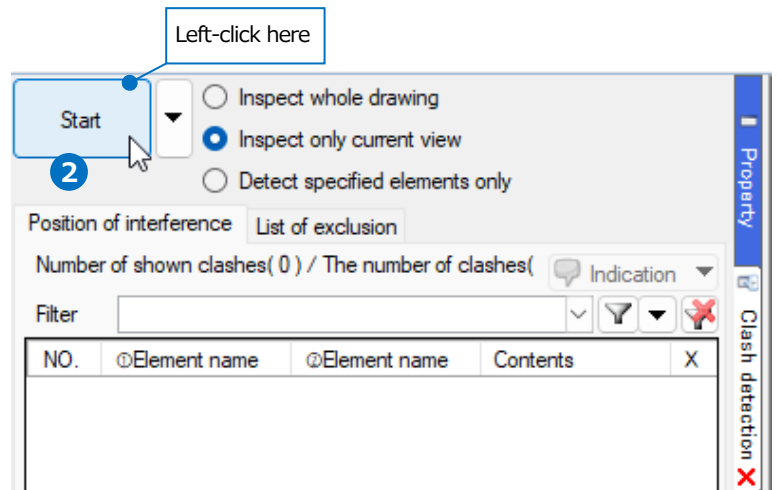 Left-click here
Start
Inspect whole drawing
Inspect only current view
Detect specified elements only
2
Position of interference
List of exclusion
Number of shown clashes( 0 ) / The number of clashes(
Indication
Filter
NO.
①Element name
②Element name
Contents
X
Property
Clash detection